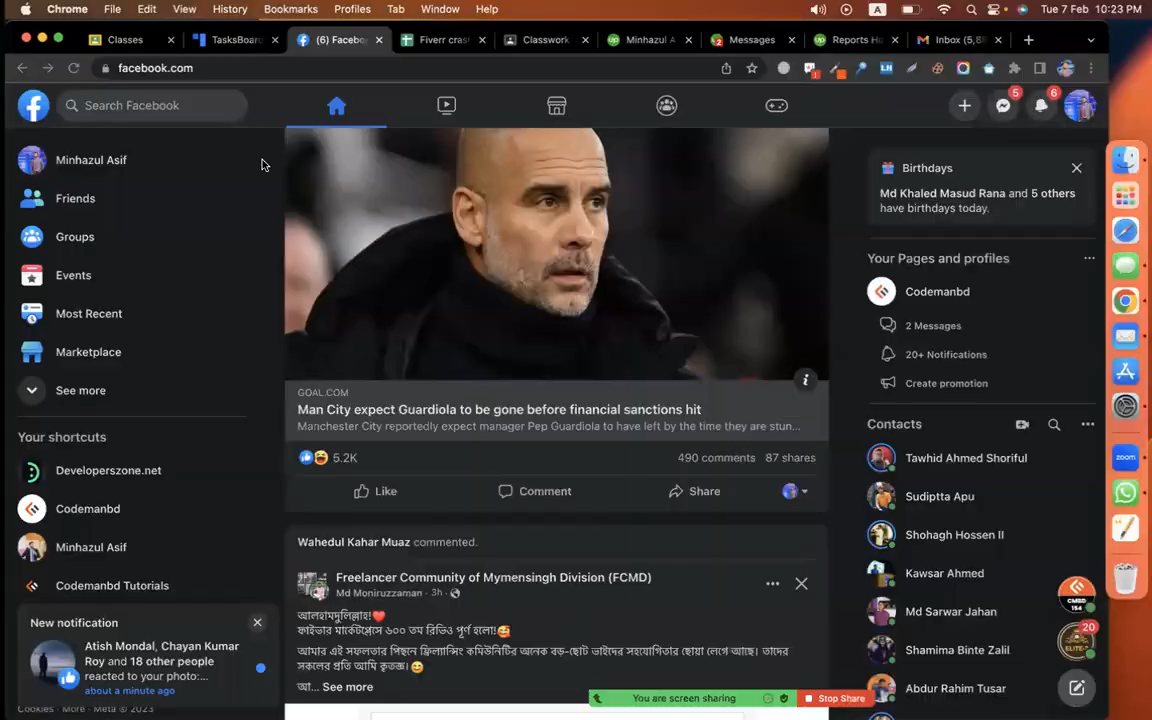 Chrome File Edit View History Bookmarks Profiles Tab Window Help A Tue 7 Feb 10:23 PM
Classes TasksBoar (6) Facebo Fiverr cras Classwork Minhazul A Messages Reports H Inbox (5,8
facebook.com
Search Facebook
5
6
Minhazul Asif
Friends
Groups
Events
Most Recent
Marketplace
See more
Your shortcuts
Developerszone.net
Codemanbd
Minhazul Asif
Codemanbd Tutorials
New notification
Atish Mondal, Chayan Kumar
Roy and 18 other people
reacted to your photo:...
about a minute ago
Cookies · More · Meta © 2023
GOAL.COM
Man City expect Guardiola to be gone before financial sanctions hit
Manchester City reportedly expect manager Pep Guardiola to have left by the time they are stun...
5.2K 490 comments 87 shares
Like Comment Share
Wahedul Kahar Muaz commented.
Freelancer Community of Mymensingh Division (FCMD)
Md Moniruzzaman · 3h ·
আলহামদুলিল্লাহ!❤️
ফাইভার মার্কেটপ্লেসে ৬০০ তম রিভিও পূর্ণ হলো!🥰
আমার এই সফলতার পিছনে ফ্রিল্যান্সিং কমিউনিটির অনেক বড়-ছোট ভাইদের সহযোগিতার ছোয়া লেগে আছে। তাদের
সকলের প্রতি আমি কৃতজ্ঞ।😊
আ... See more
You are screen sharing Stop Share
Birthdays
Md Khaled Masud Rana and 5 others
have birthdays today.
Your Pages and profiles
Codemanbd
2 Messages
20+ Notifications
Create promotion
Contacts
Tawhid Ahmed Shoriful
Sudiptta Apu
Shohagh Hossen II
Kawsar Ahmed
Md Sarwar Jahan
Shamima Binte Zalil
Abdur Rahim Tusar
CMBD
154
20
ELITE
zoom